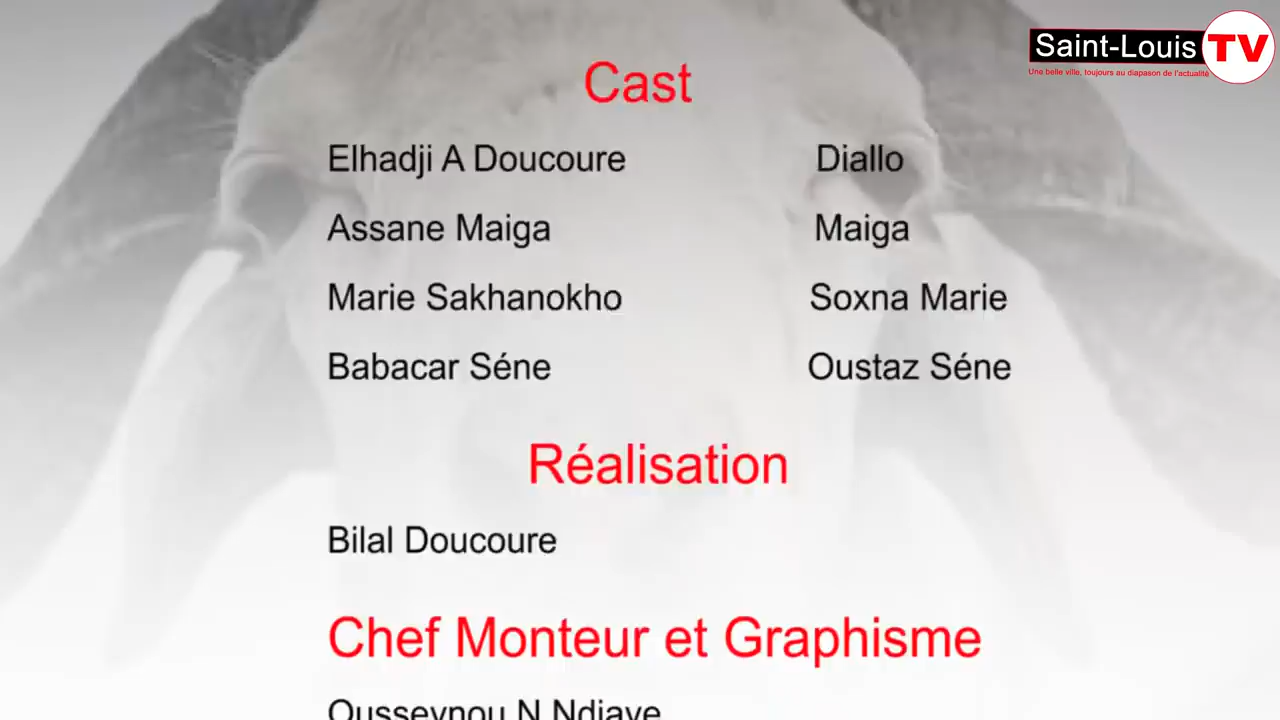 Saint-Louis TV
Une belle ville, toujours au diapason de l'actualité
Cast
Elhadji A Doucoure Diallo
Assane Maiga Maiga
Marie Sakhanokho Soxna Marie
Babacar Séne Oustaz Séne
Réalisation
Bilal Doucoure
Chef Monteur et Graphisme
Ousseynou N Ndiaye